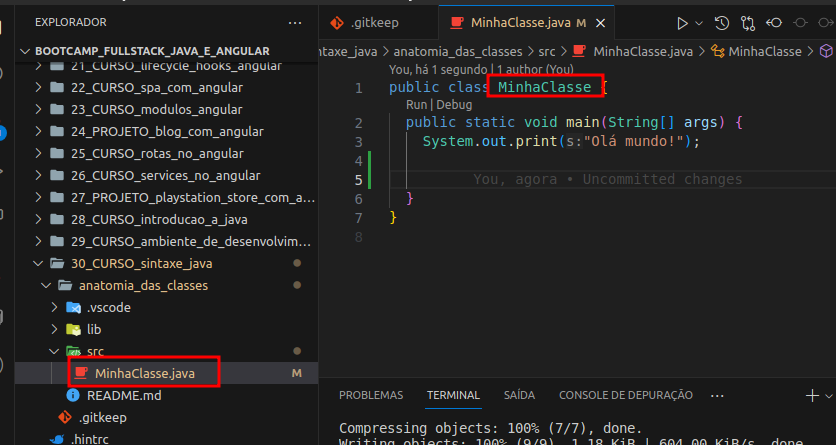 EXPLORADOR
BOOTCAMP_FULLSTACK_JAVA_E_ANGULAR
21_CURSO_lifecycle_hooks_angular
22_CURSO_spa_com_angular
23_CURSO_modulos_angular
24_PROJETO_blog_com_angular
25_CURSO_rotas_no_angular
26_CURSO_services_no_angular
27_PROJETO_playstation_store_com_a...
28_CURSO_introducao_a_java
29_CURSO_ambiente_de_desenvolvim...
30_CURSO_sintaxe_java
anatomia_das_classes
.vscode
lib
src
MinhaClasse.java M
README.md
.gitkeep
.hintrc
.gitkeep
MinhaClasse.java M
ntaxe_java > anatomia_das_classes > src > MinhaClasse.java > MinhaClasse >
You, há 1 segundo | 1 author (You)
1 public class MinhaClasse {
Run | Debug
2 public static void main(String[] args) {
3 System.out.print(s:"Olá mundo!");
4
5 You, agora • Uncommitted changes
6 }
7 }
8
PROBLEMAS TERMINAL SAÍDA CONSOLE DE DEPURAÇÃO
Compressing objects: 100% (7/7), done.
Writing objects: 100% (9/9), 1.18 KiB | 604.00 KiB/s, done.